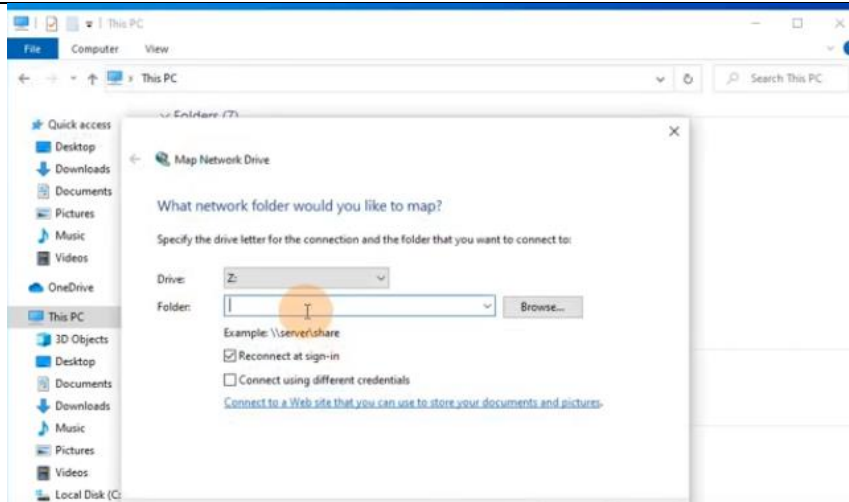 This PC
File Computer View
This PC
Search This PC
Folders (7)
Quick access
Desktop
Downloads
Documents
Pictures
Music
Videos
OneDrive
This PC
3D Objects
Desktop
Documents
Downloads
Music
Pictures
Videos
Local Disk (C:
Map Network Drive
What network folder would you like to map?
Specify the drive letter for the connection and the folder that you want to connect to:
Drive: Z:
Folder: Browse...
Example: \\server\share
Reconnect at sign-in
Connect using different credentials
Connect to a Web site that you can use to store your documents and pictures.